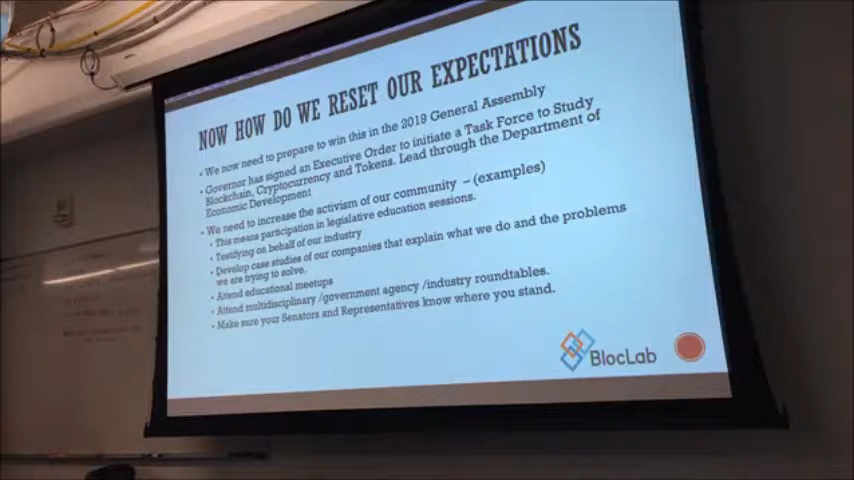 NOW HOW DO WE RESET OUR EXPECTATIONS
• We now need to prepare to win this in the 2019 General Assembly
• Governor has signed an Executive Order to initiate a Task Force to Study
Blockchain, Cryptocurrency and Tokens. Lead through the Department of
Economic Development
• We need to increase the activism of our community – (examples)
• This means participation in legislative education sessions.
• Testifying on behalf of our industry
• Develop case studies of our companies that explain what we do and the problems
we are trying to solve.
• Attend educational meetups
• Attend multidisciplinary /government agency /industry roundtables.
• Make sure your Senators and Representatives know where you stand.
BlocLab